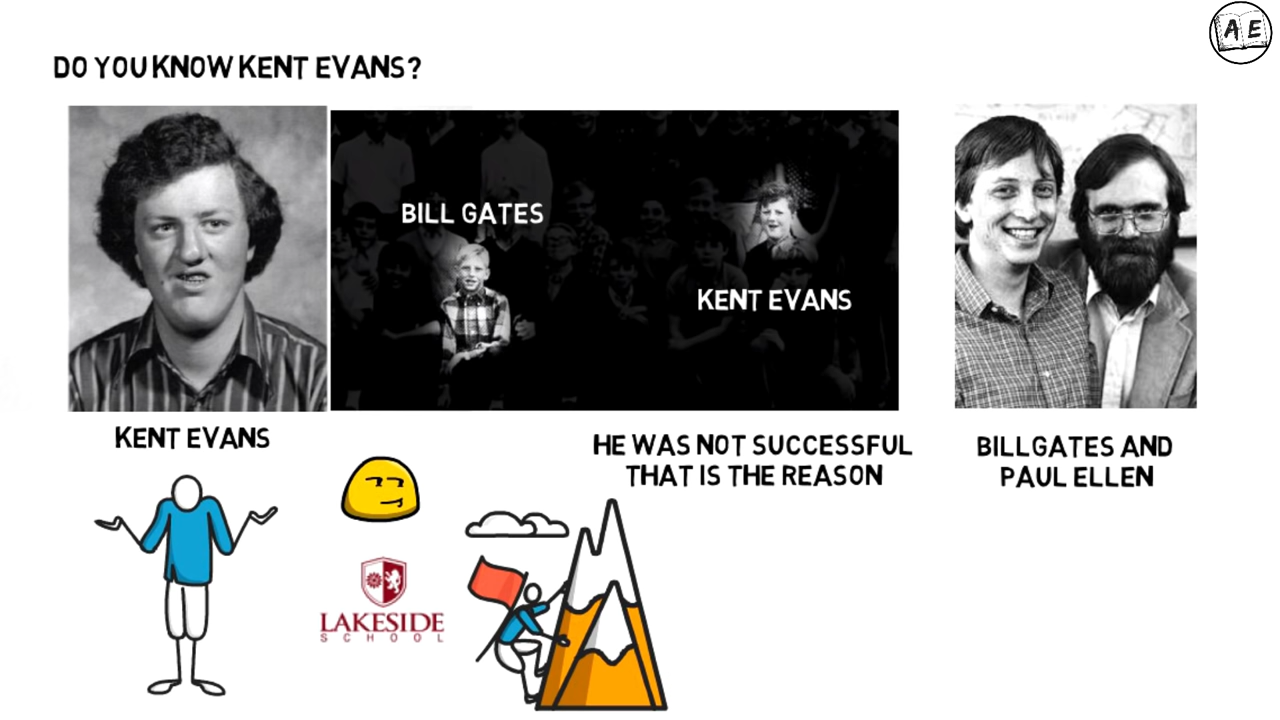 A E
DO YOU KNOW KENT EVANS?
BILL GATES
KENT EVANS
KENT EVANS
HE WAS NOT SUCCESSFUL
THAT IS THE REASON
BILLGATES AND
PAUL ELLEN
LAKESIDE
SCHOOL